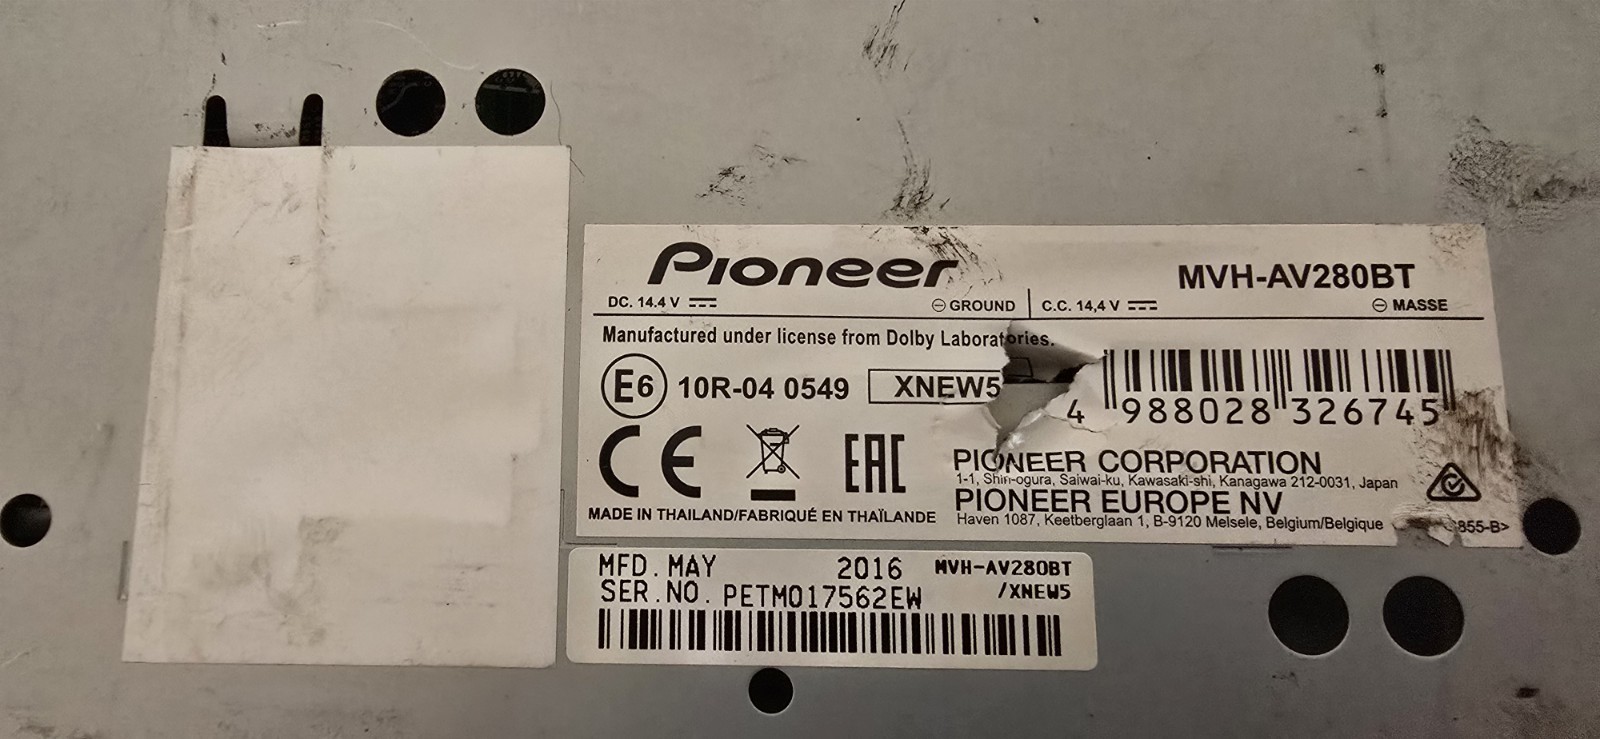 Pioneer MVH-AV280BT
DC. 14.4 V ⊖ GROUND C.C. 14,4 V ⊖ MASSE
Manufactured under license from Dolby Laboratories.
E6 10R-04 0549 XNEW5
4 988028 326745
CE EAC
PIONEER CORPORATION
1-1, Shin-ogura, Saiwai-ku, Kawasaki-shi, Kanagawa 212-0031, Japan
PIONEER EUROPE NV
Haven 1087, Keetberglaan 1, B-9120 Melsele, Belgium/Belgique
855-B>
MADE IN THAILAND/FABRIQUÉ EN THAÏLANDE
MFD. MAY 2016 MVH-AV280BT
SER.NO. PETM017562EW /XNEW5